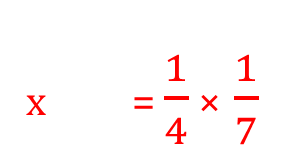 x = 1/4 × 1/7